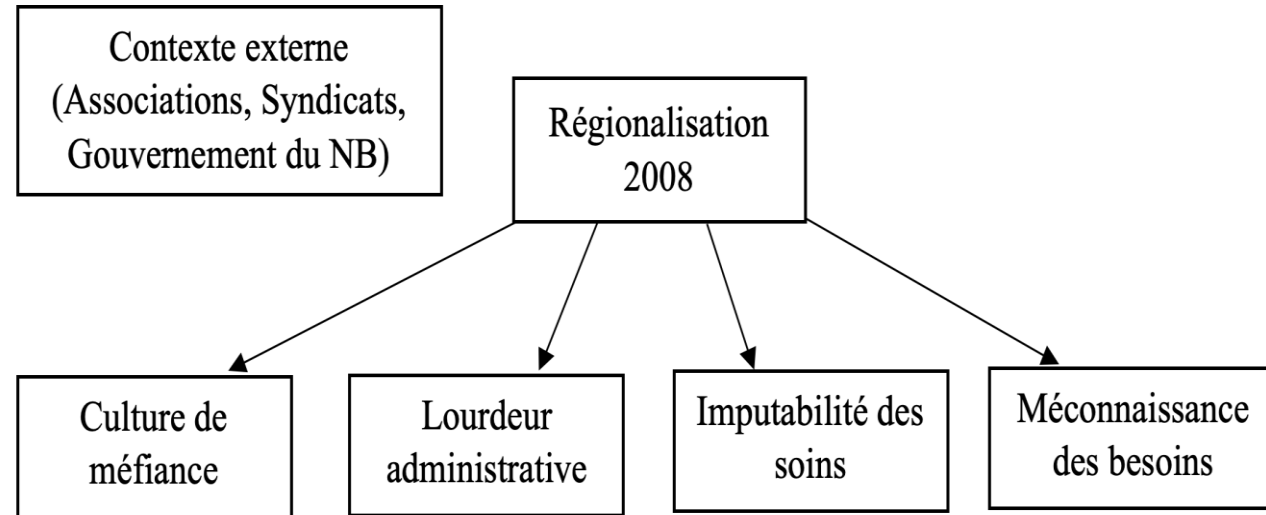 Contexte externe
(Associations, Syndicats,
Gouvernement du NB)
Régionalisation
2008
Culture de
méfiance
Lourdeur
administrative
Imputabilité des
soins
Méconnaissance
des besoins